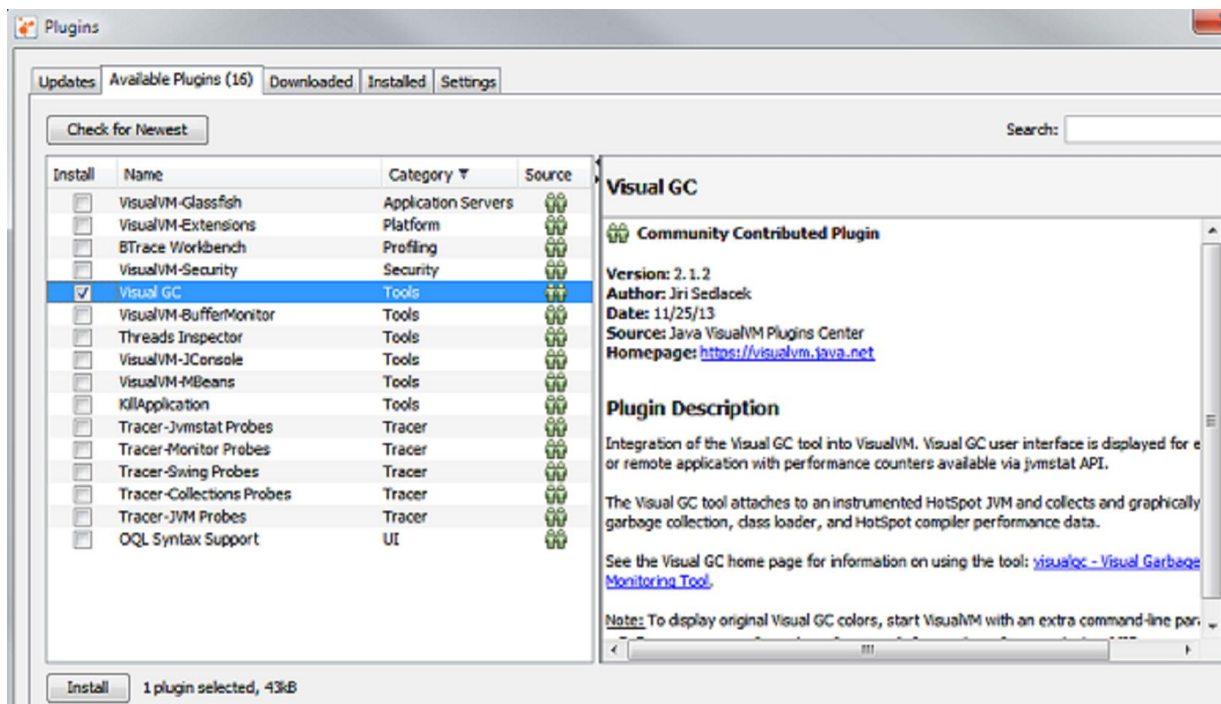 Plugins
Updates Available Plugins (16) Downloaded Installed Settings
Check for Newest
Search:
Install Name Category Source
VisualVM-Glassfish Application Servers
VisualVM-Extensions Platform
BTrace Workbench Profiling
VisualVM-Security Security
Visual GC Tools
VisualVM-BufferMonitor Tools
Threads Inspector Tools
VisualVM-JConsole Tools
VisualVM-MBeans Tools
KillApplication Tools
Tracer-Jvmstat Probes Tracer
Tracer-Monitor Probes Tracer
Tracer-Swing Probes Tracer
Tracer-Collections Probes Tracer
Tracer-JVM Probes Tracer
OQL Syntax Support UI
Visual GC
Community Contributed Plugin
Version: 2.1.2
Author: Jiri Sedlacek
Date: 11/25/13
Source: Java VisualVM Plugins Center
Homepage: https://visualvm.java.net
Plugin Description
Integration of the Visual GC tool into VisualVM. Visual GC user interface is displayed for e
or remote application with performance counters available via jvmstat API.
The Visual GC tool attaches to an instrumented HotSpot JVM and collects and graphically
garbage collection, class loader, and HotSpot compiler performance data.
See the Visual GC home page for information on using the tool: visualgc - Visual Garbage
Monitoring Tool.
Note: To display original Visual GC colors, start VisualVM with an extra command-line par
Install 1 plugin selected, 43kB